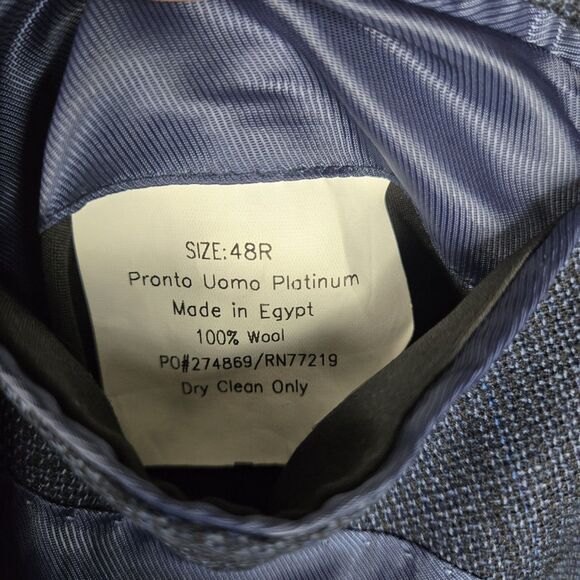 SIZE:48R
Pronto Uomo Platinum
Made in Egypt
100% Wool
PO#274869/RN77219
Dry Clean Only